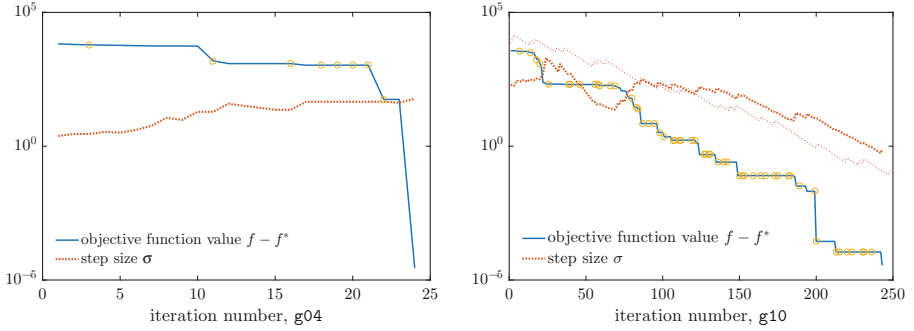 10^5
10^0
10^-5
objective function value f − f*
step size σ
0 5 10 15 20 25
iteration number, g04
10^5
10^0
10^-5
objective function value f − f*
step size σ
0 50 100 150 200 250
iteration number, g10